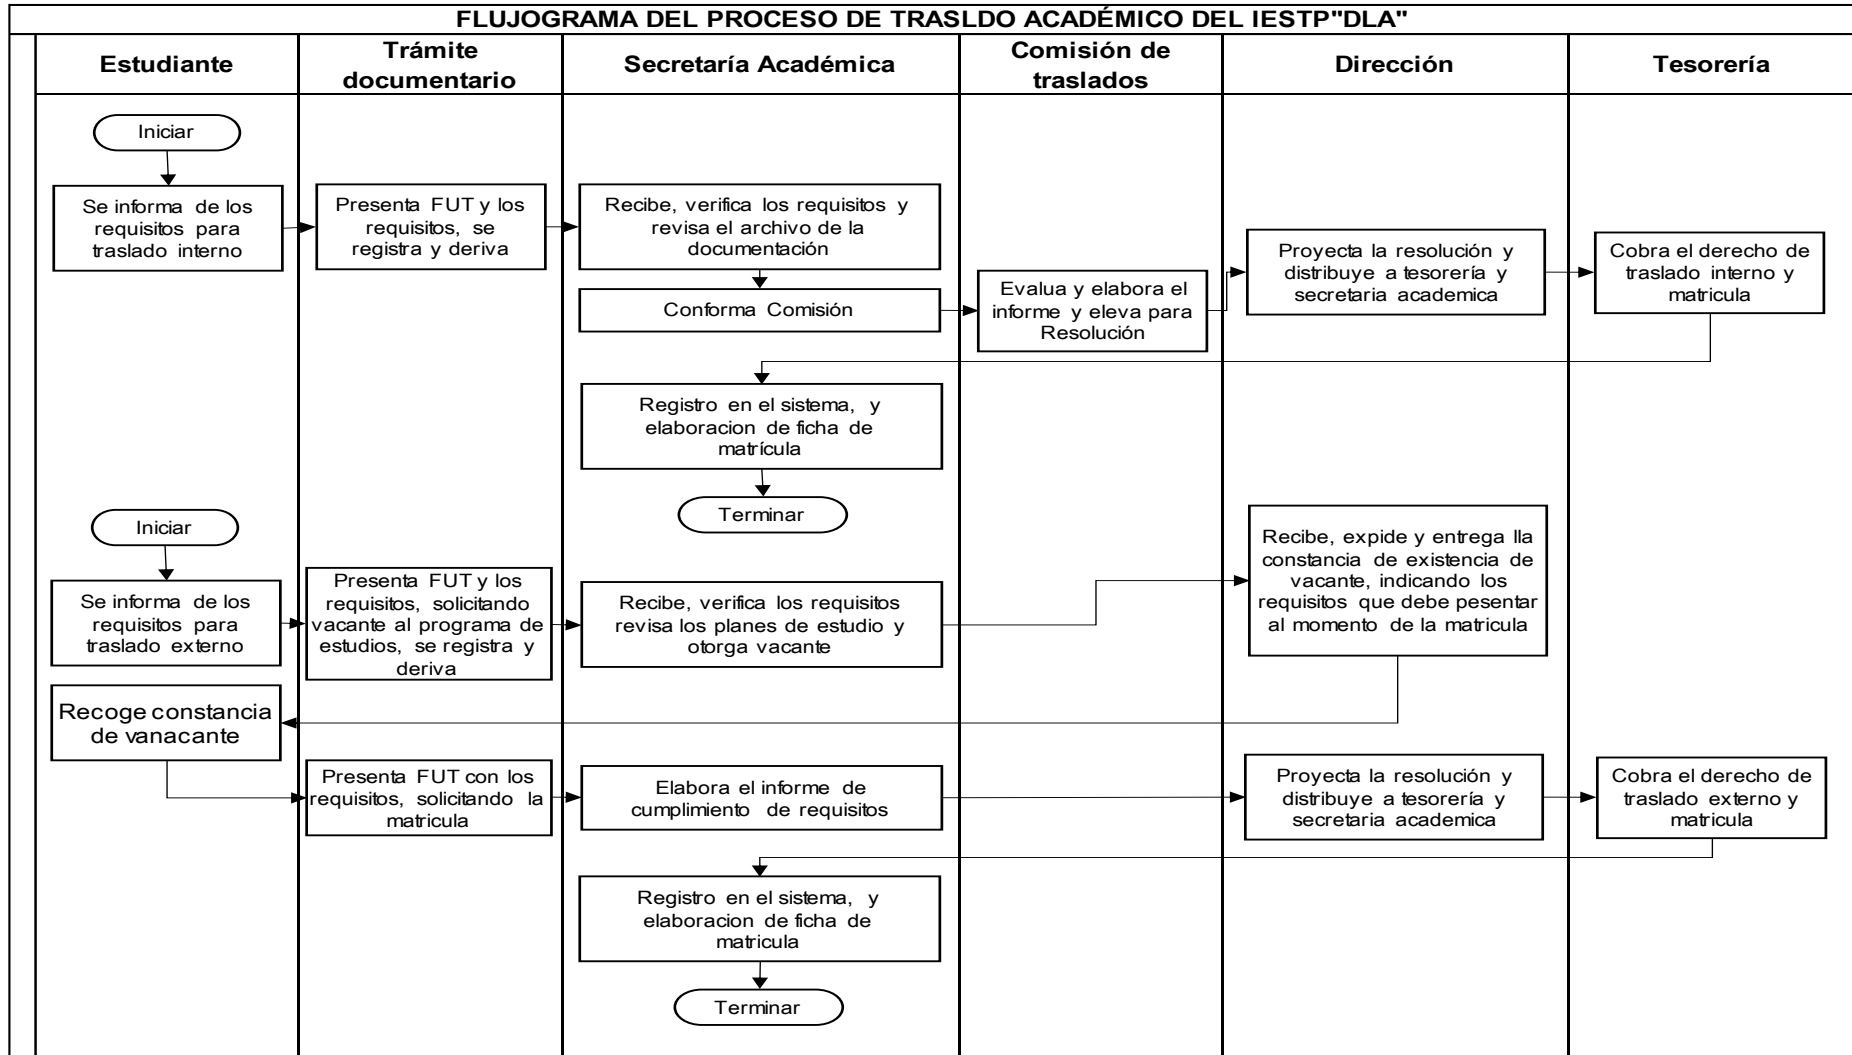 FLUJOGRAMA DEL PROCESO DE TRASLDO ACADÉMICO DEL IESTP"DLA"
Estudiante
Trámite
documentario
Secretaría Académica
Comisión de
traslados
Dirección
Tesorería
Iniciar
Se informa de los
requisitos para
traslado interno
Presenta FUT y los
requisitos, se
registra y deriva
Recibe, verifica los requisitos y
revisa el archivo de la
documentación
Conforma Comisión
Evalua y elabora el
informe y eleva para
Resolución
Proyecta la resolución y
distribuye a tesorería y
secretaria academica
Cobra el derecho de
traslado interno y
matricula
Registro en el sistema, y
elaboracion de ficha de
matrícula
Terminar
Iniciar
Se informa de los
requisitos para
traslado externo
Presenta FUT y los
requisitos, solicitando
vacante al programa de
estudios, se registra y
deriva
Recibe, verifica los requisitos
revisa los planes de estudio y
otorga vacante
Recibe, expide y entrega lla
constancia de existencia de
vacante, indicando los
requisitos que debe pesentar
al momento de la matricula
Recoge constancia
de vanacante
Presenta FUT con los
requisitos, solicitando la
matricula
Elabora el informe de
cumplimiento de requisitos
Proyecta la resolución y
distribuye a tesorería y
secretaria academica
Cobra el derecho de
traslado externo y
matricula
Registro en el sistema, y
elaboracion de ficha de
matricula
Terminar